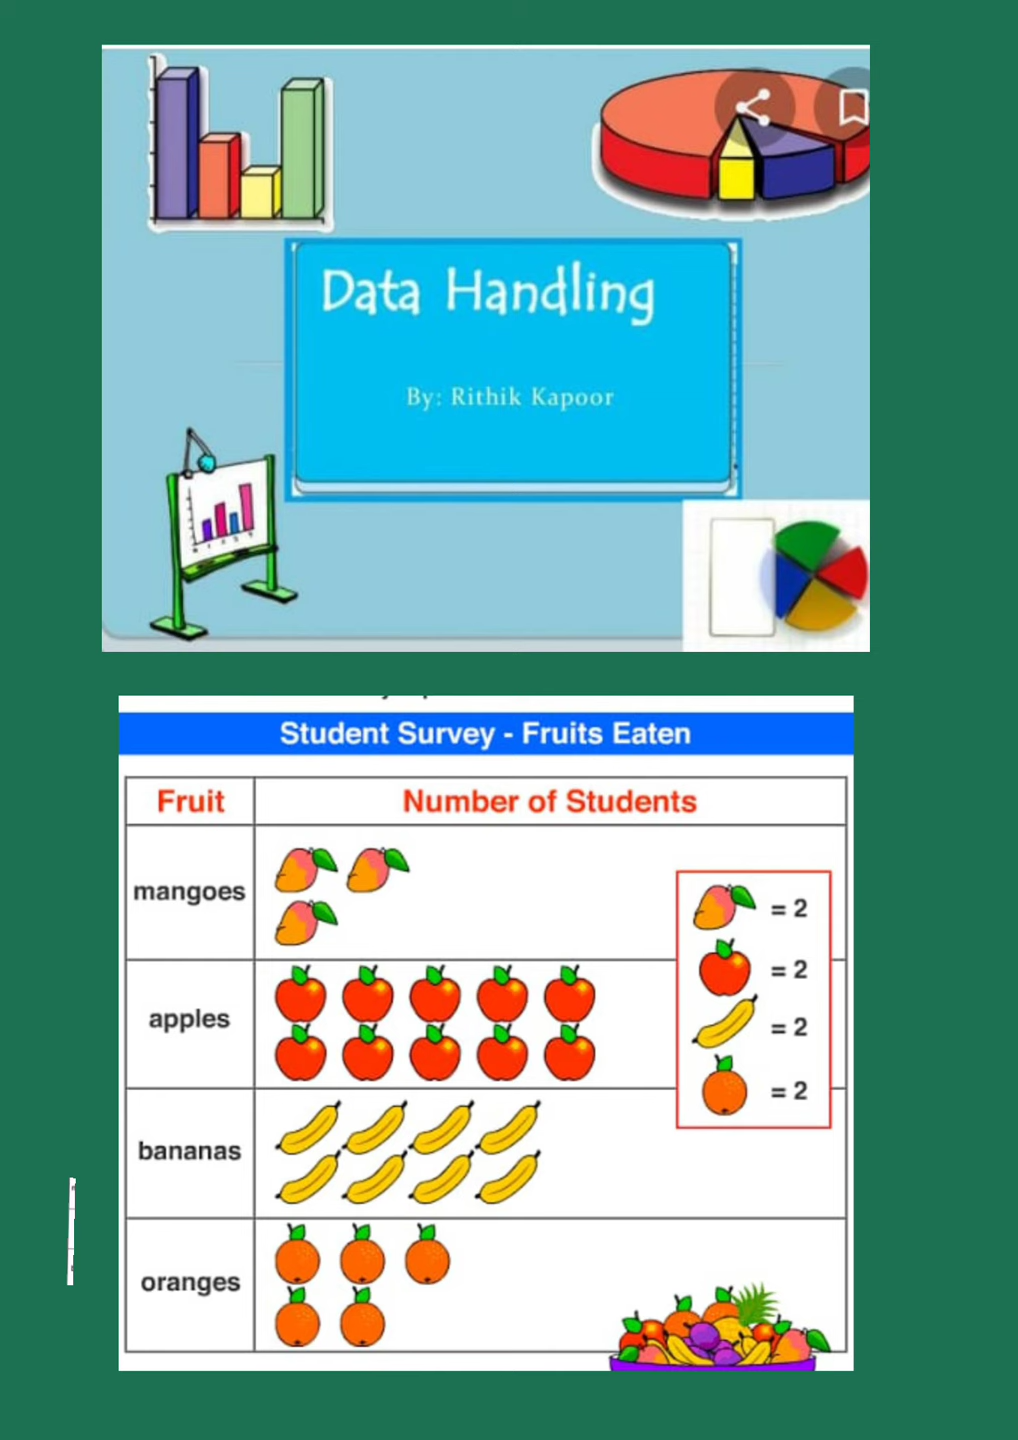 Data Handling
By: Rithik Kapoor
Student Survey - Fruits Eaten
Fruit Number of Students
mangoes
= 2
apples
= 2
= 2
bananas
= 2
oranges